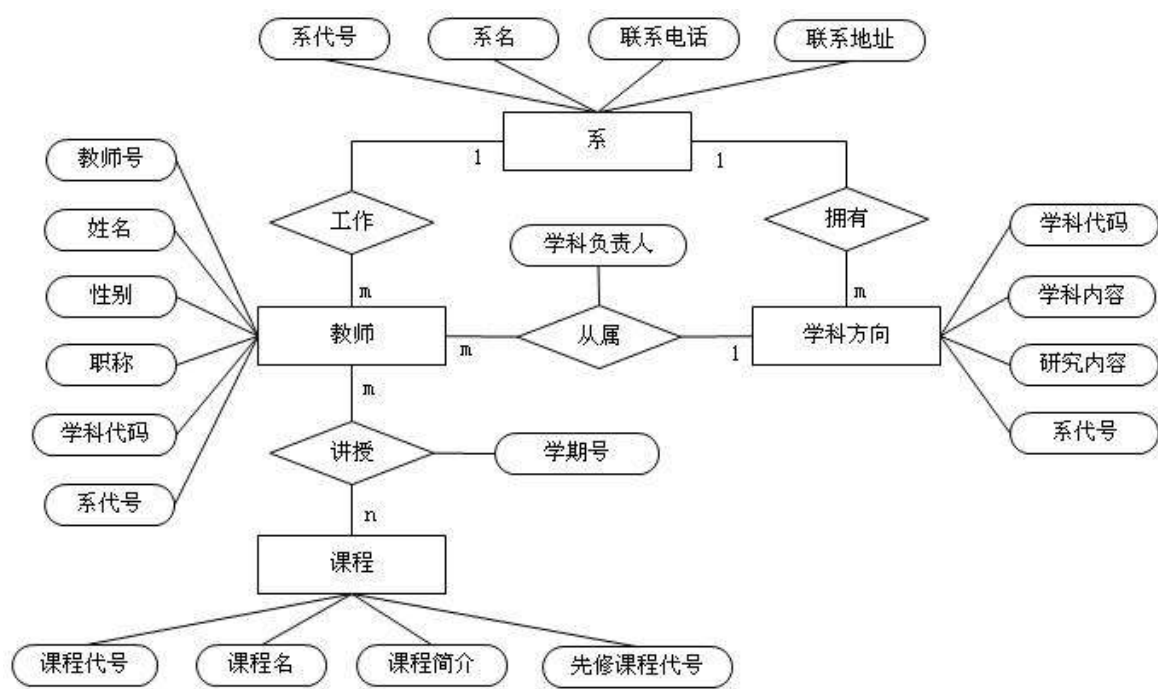 系代号
系名
联系电话
联系地址
系
1
1
教师号
姓名
性别
职称
学科代码
系代号
工作
拥有
学科负责人
m
m
教师
m
从属
1
学科方向
学科代码
学科内容
研究内容
系代号
m
讲授
学期号
n
课程
课程代号
课程名
课程简介
先修课程代号